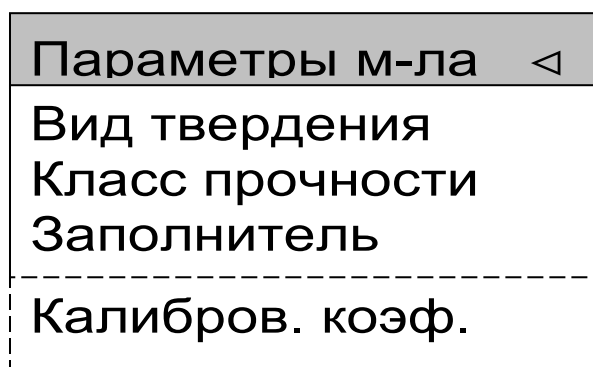 Параметры м-ла ◁
Вид твердения
Класс прочности
Заполнитель
Калибров. коэф.